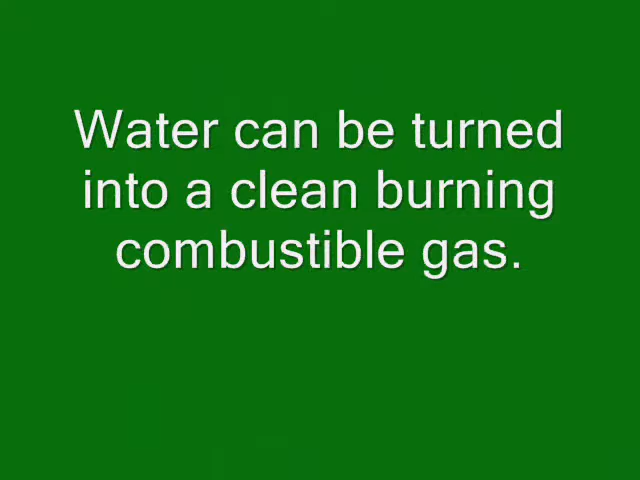 Water can be turned
into a clean burning
combustible gas.